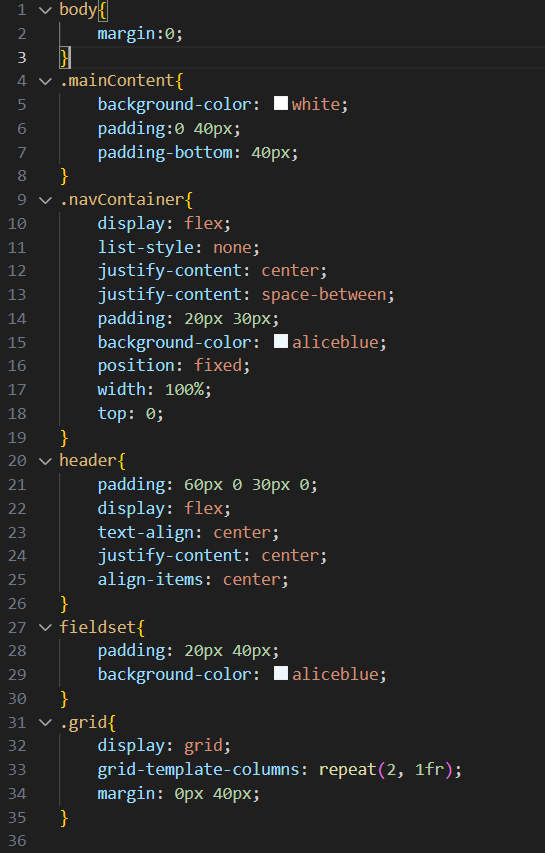 1 body{
2 margin:0;
3 }
4 .mainContent{
5 background-color: white;
6 padding:0 40px;
7 padding-bottom: 40px;
8 }
9 .navContainer{
10 display: flex;
11 list-style: none;
12 justify-content: center;
13 justify-content: space-between;
14 padding: 20px 30px;
15 background-color: aliceblue;
16 position: fixed;
17 width: 100%;
18 top: 0;
19 }
20 header{
21 padding: 60px 0 30px 0;
22 display: flex;
23 text-align: center;
24 justify-content: center;
25 align-items: center;
26 }
27 fieldset{
28 padding: 20px 40px;
29 background-color: aliceblue;
30 }
31 .grid{
32 display: grid;
33 grid-template-columns: repeat(2, 1fr);
34 margin: 0px 40px;
35 }
36